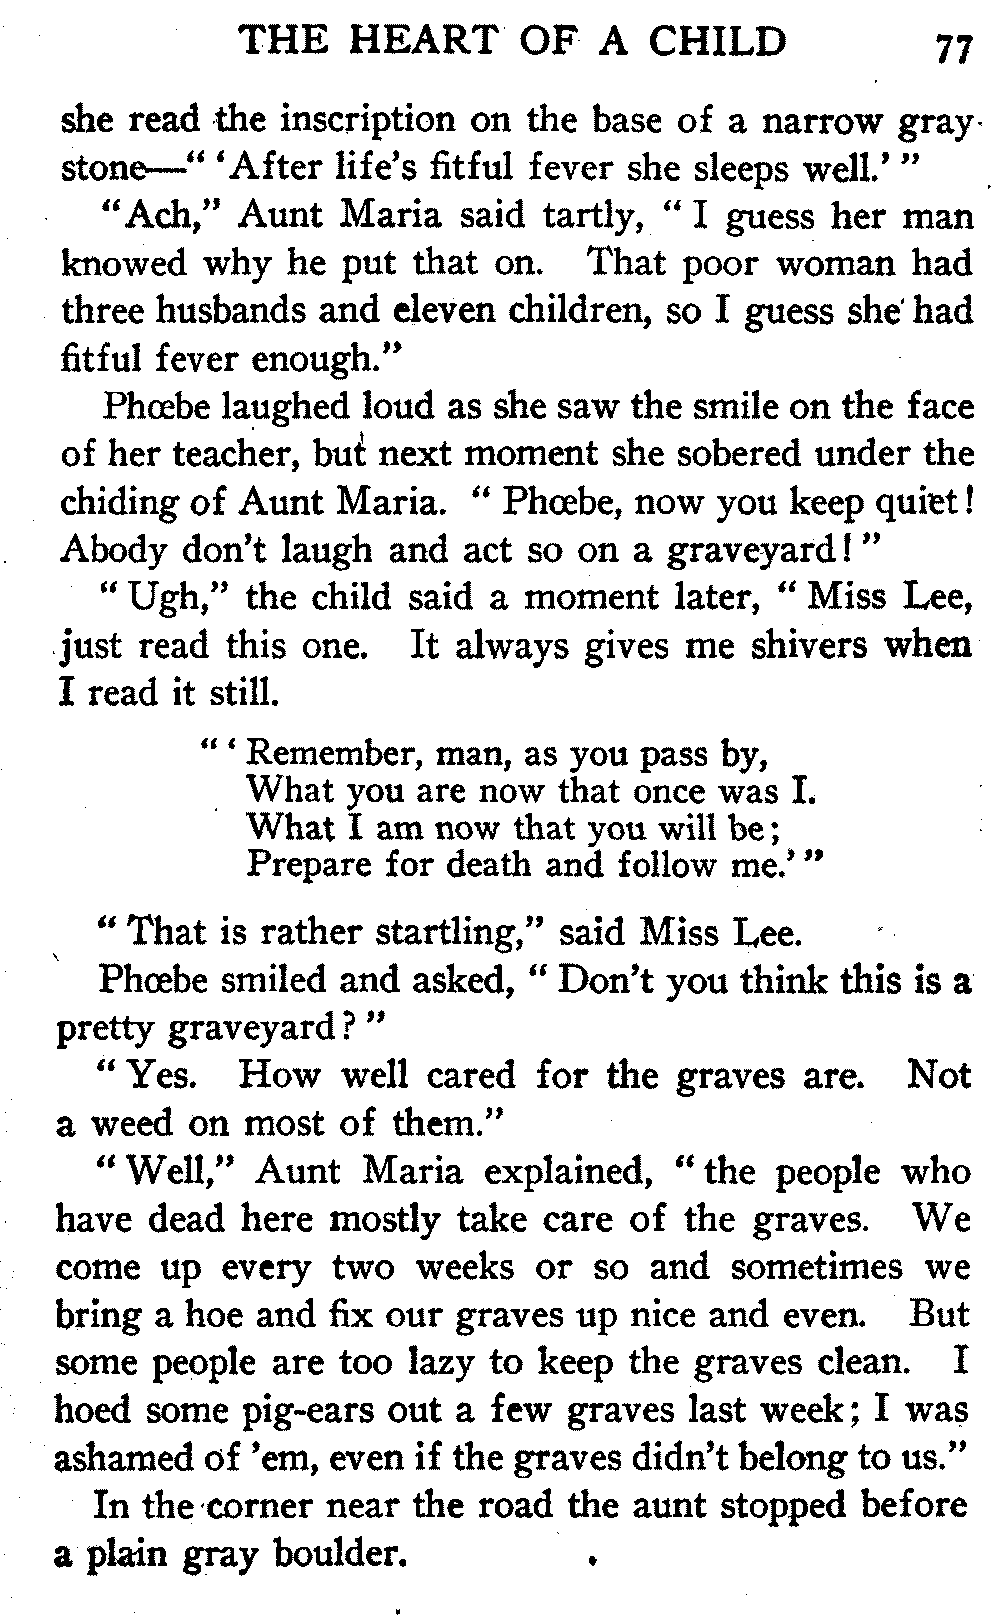 THE HEART OF A CHILD 77
she read the inscription on the base of a narrow gray
stone—“ ‘After life’s fitful fever she sleeps well.’ ”
“Ach,” Aunt Maria said tartly, “ I guess her man
knowed why he put that on. That poor woman had
three husbands and eleven children, so I guess she had
fitful fever enough.”
Phœbe laughed loud as she saw the smile on the face
of her teacher, but next moment she sobered under the
chiding of Aunt Maria. “ Phœbe, now you keep quiet!
Abody don’t laugh and act so on a graveyard! ”
“ Ugh,” the child said a moment later, “ Miss Lee,
just read this one. It always gives me shivers when
I read it still.
“ ‘ Remember, man, as you pass by,
What you are now that once was I.
What I am now that you will be;
Prepare for death and follow me.’ ”
“ That is rather startling,” said Miss Lee.
Phœbe smiled and asked, “ Don’t you think this is a
pretty graveyard? ”
“ Yes. How well cared for the graves are. Not
a weed on most of them.”
“ Well,” Aunt Maria explained, “ the people who
have dead here mostly take care of the graves. We
come up every two weeks or so and sometimes we
bring a hoe and fix our graves up nice and even. But
some people are too lazy to keep the graves clean. I
hoed some pig-ears out a few graves last week; I was
ashamed of ’em, even if the graves didn’t belong to us.”
In the corner near the road the aunt stopped before
a plain gray boulder.